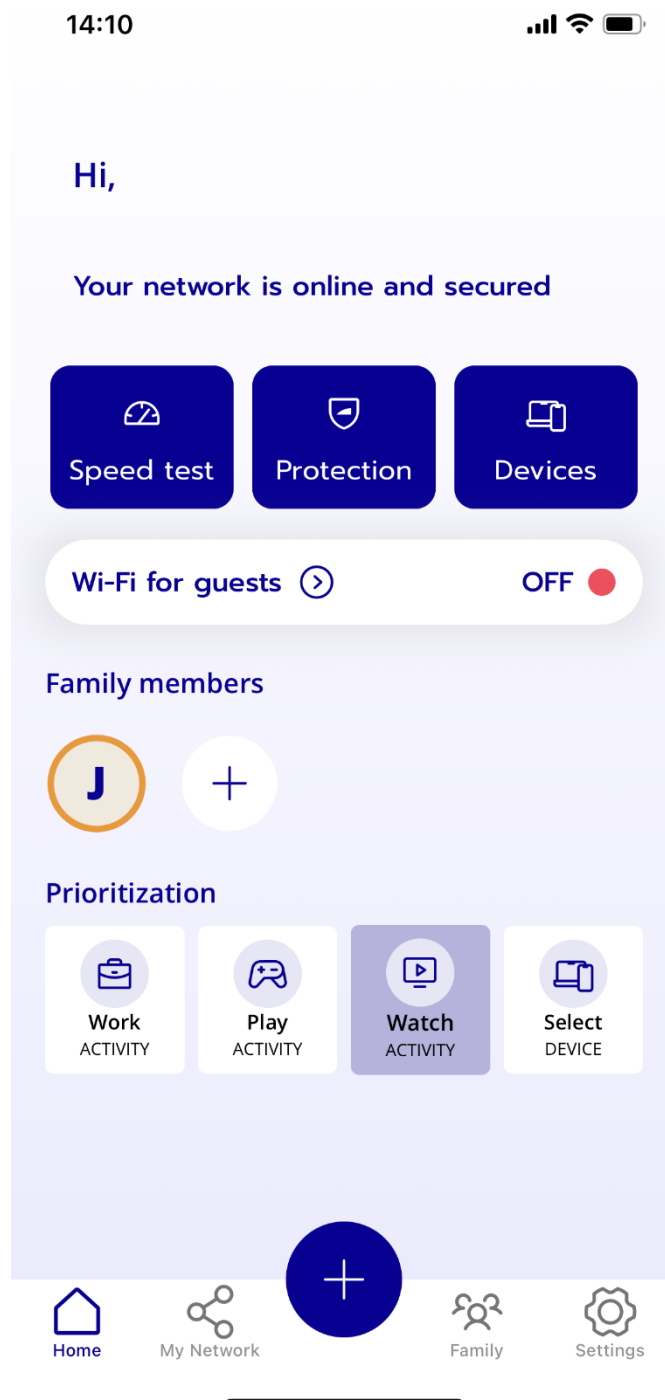 14:10
Hi,
Your network is online and secured
Speed test Protection Devices
Wi-Fi for guests OFF
Family members
J
Prioritization
Work Play Watch Select
ACTIVITY ACTIVITY ACTIVITY DEVICE
Home My Network Family Settings